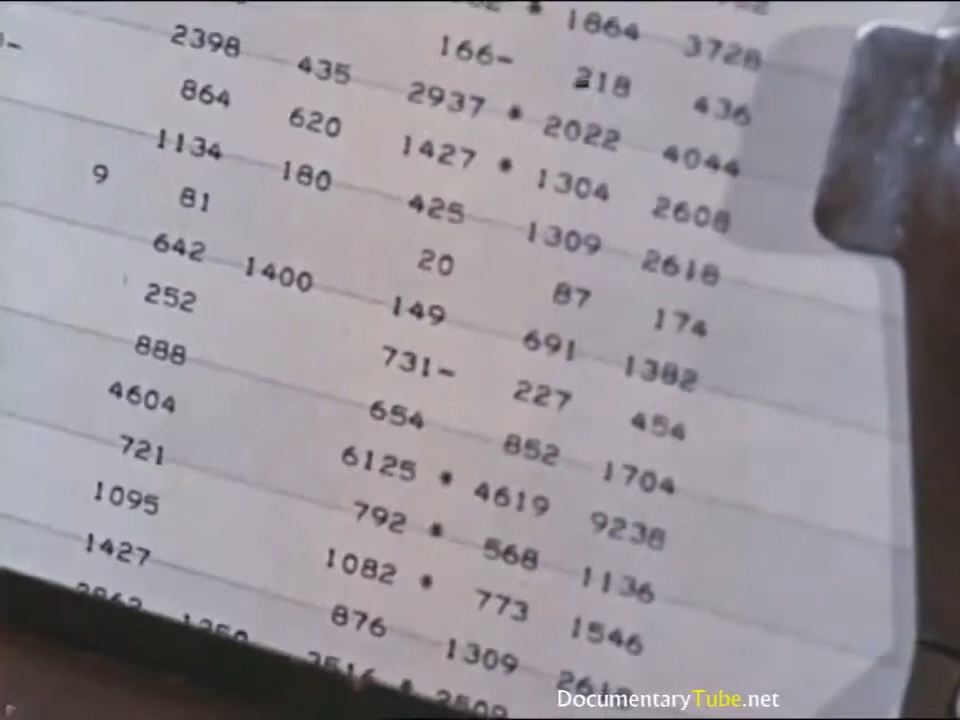 * 1864 3728
166- 218 436
2398 435 2937 * 2022 4044
864 620 1427 * 1304 2608
1134 180 425 1309 2618
9 81 20 87 174
642 1400 149 691 1382
252 731- 227 454
888 654 852 1704
4604 6125 * 4619 9238
721 792 * 568 1136
1095 1082 * 773 1546
1427 876 1309
DocumentaryTube.net